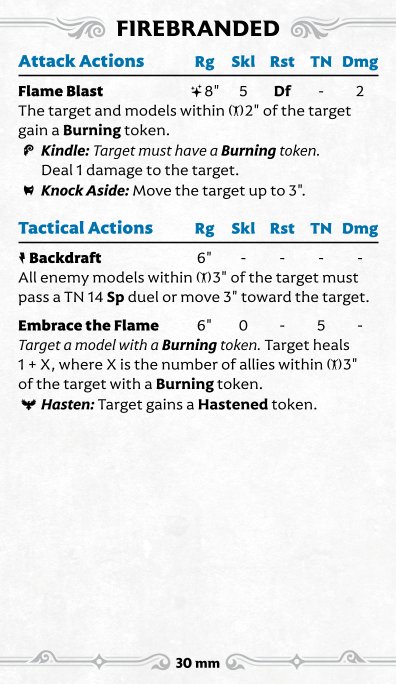 FIREBRANDED
Attack Actions Rg Skl Rst TN Dmg
Flame Blast 8" 5 Df - 2
The target and models within 2" of the target
gain a Burning token.
Kindle: Target must have a Burning token.
Deal 1 damage to the target.
Knock Aside: Move the target up to 3".
Tactical Actions Rg Skl Rst TN Dmg
Backdraft 6" - - - -
All enemy models within 3" of the target must
pass a TN 14 Sp duel or move 3" toward the target.
Embrace the Flame 6" 0 - 5 -
Target a model with a Burning token. Target heals
1 + X, where X is the number of allies within 3"
of the target with a Burning token.
Hasten: Target gains a Hastened token.
30 mm